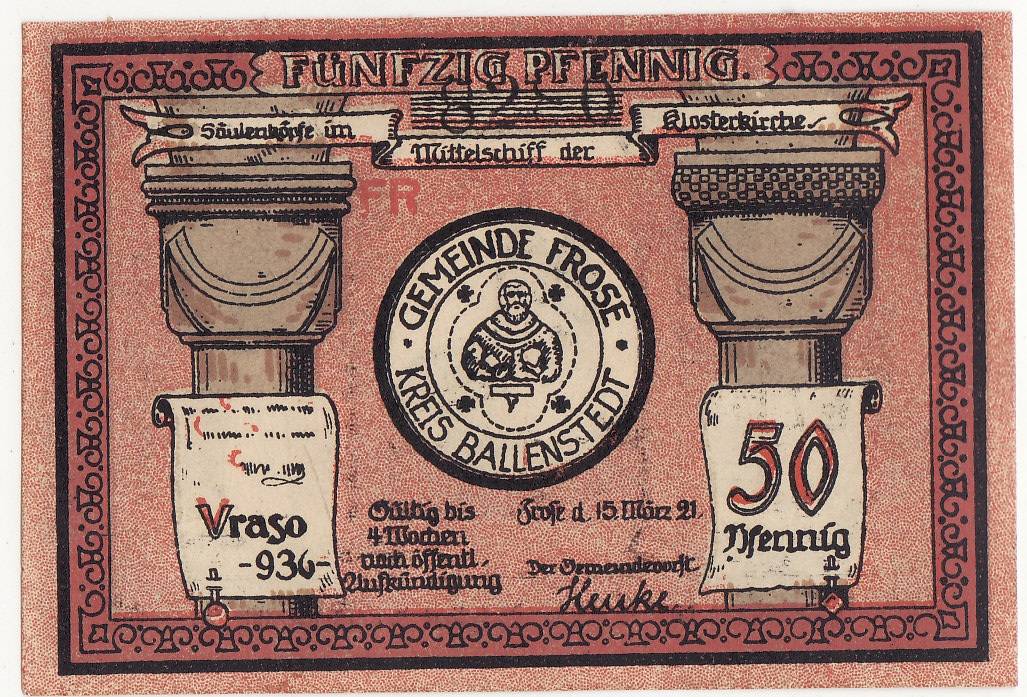 FÜNFZIG PFENNIG.
Säulenköpfe im
Mittelschiff der
Klosterkirche
FR
GEMEINDE FROSE
KREIS BALLENSTEDT
Vraso
-936-
50
Pfennig
Gültig bis
4 Wochen
nach öffentl.
Aufkündigung
Frose d. 15. März 21.
Der Gemeindevorst.
Henke